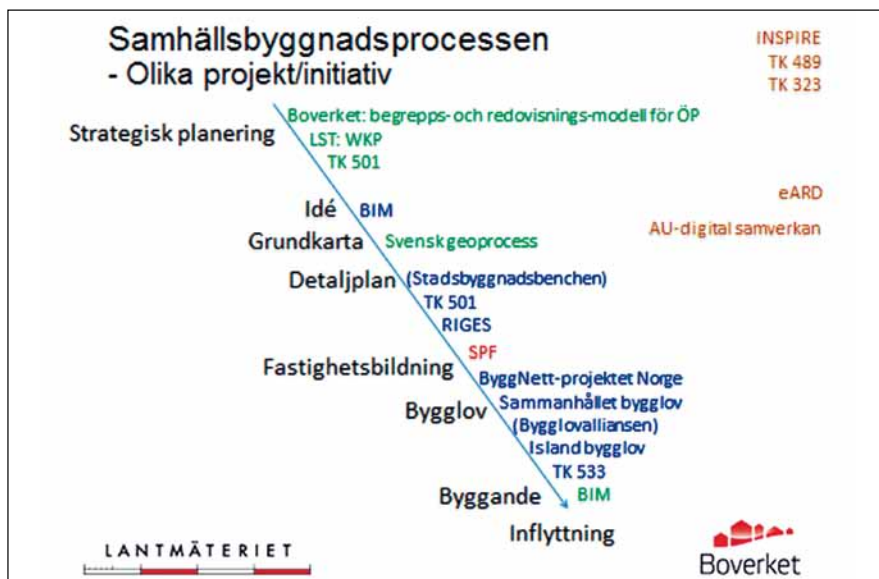 Samhällsbyggnadsprocessen
- Olika projekt/initiativ
INSPIRE
TK 489
TK 323
Boverket: begrepps- och redovisnings-modell för ÖP
Strategisk planering
LST: WKP
TK 501
eARD
Idé
BIM
AU-digital samverkan
Grundkarta
Svensk geoprocess
Detaljplan
(Stadsbyggnadsbenchen)
TK 501
RIGES
SPF
Fastighetsbildning
ByggNett-projektet Norge
Sammanhållet bygglov
Bygglov
(Bygglovalliansen)
Island bygglov
TK 533
Byggande
BIM
Inflyttning
LANTMÄTERIET
Boverket